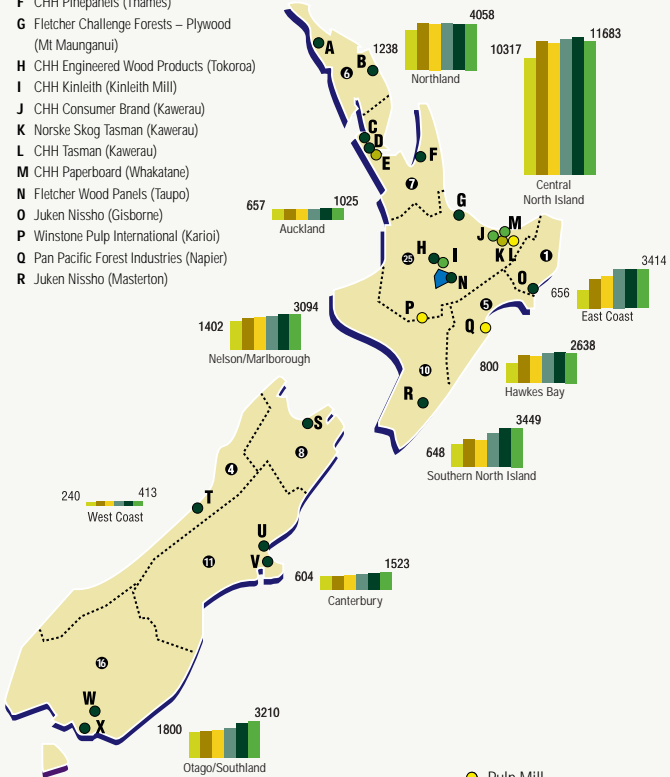 F CHH Pinepanels (Thames)
G Fletcher Challenge Forests – Plywood
(Mt Maunganui)
H CHH Engineered Wood Products (Tokoroa)
I CHH Kinleith (Kinleith Mill)
J CHH Consumer Brand (Kawerau)
K Norske Skog Tasman (Kawerau)
L CHH Tasman (Kawerau)
M CHH Paperboard (Whakatane)
N Fletcher Wood Panels (Taupo)
O Juken Nissho (Gisborne)
P Winstone Pulp International (Karioi)
Q Pan Pacific Forest Industries (Napier)
R Juken Nissho (Masterton)
A
B
6
1238
4058
Northland
10317
11683
Central
North Island
C
D
E
F
7
657
1025
Auckland
G
H
I
J
K
L
M
N
O
25
1
5
656
3414
East Coast
P
Q
10
R
1402
3094
Nelson/Marlborough
800
2638
Hawkes Bay
648
3449
Southern North Island
S
8
4
240
413
West Coast
T
U
V
11
604
1523
Canterbury
16
W
X
1800
3210
Otago/Southland
Pulp Mill